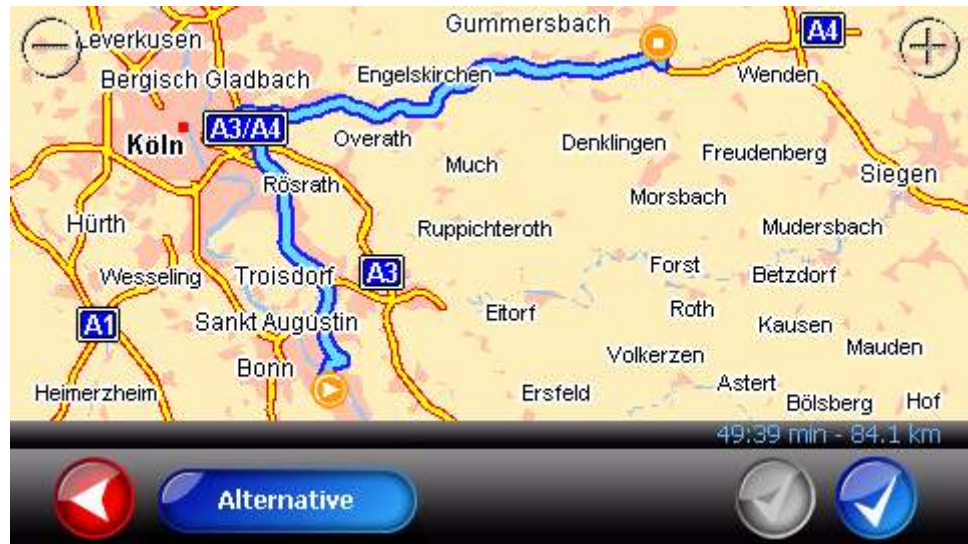 Gummersbach
A4
Leverkusen
Bergisch Gladbach
Engelskirchen
Wenden
A3/A4
Köln
Overath
Denklingen
Freudenberg
Much
Siegen
Rösrath
Morsbach
Hürth
Ruppichteroth
Mudersbach
Wesseling
Troisdorf
A3
Forst
Betzdorf
A1
Sankt Augustin
Eitorf
Roth
Kausen
Mauden
Volkerzen
Bonn
Heimerzheim
Ersfeld
Astert
Bölsberg
Hof
49:39 min - 84.1 km
Alternative